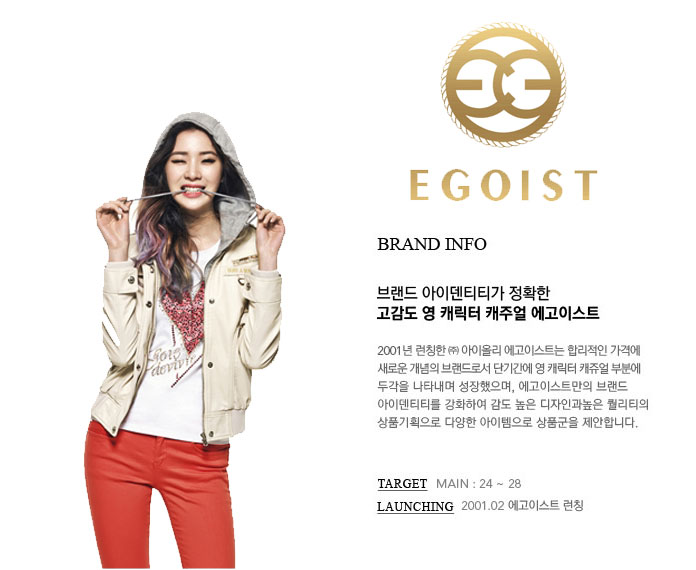 EGOIST
BRAND INFO
브랜드 아이덴티티가 정확한
고감도 영 캐릭터 캐주얼 에고이스트
2001년 런칭한 ㈜ 아이올리 에고이스트는 합리적인 가격에
새로운 개념의 브랜드로서 단기간에 영 캐릭터 캐쥬얼 부분에
두각을 나타내며 성장했으며, 에고이스트만의 브랜드
아이덴티티를 강화하여 감도 높은 디자인과높은 퀄리티의
상품기획으로 다양한 아이템으로 상품군을 제안합니다.
TARGET MAIN : 24 ~ 28
LAUNCHING 2001.02 에고이스트 런칭